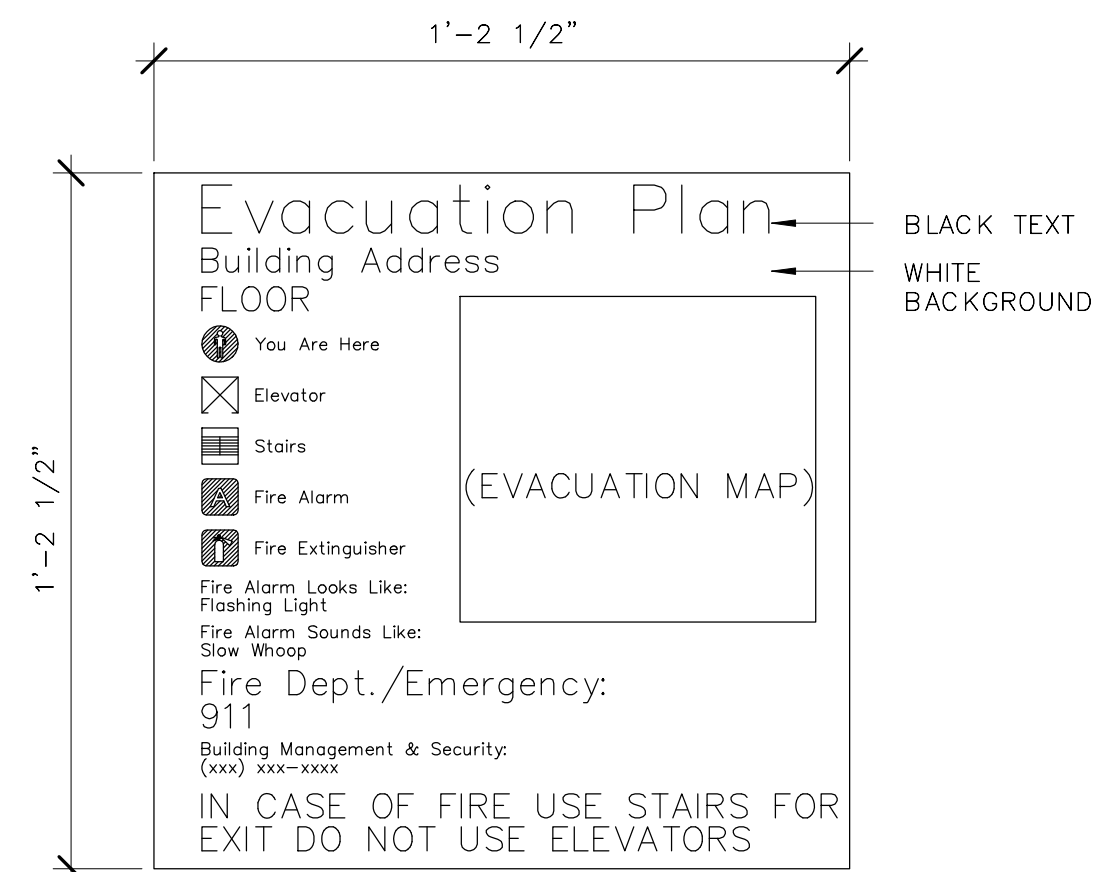 1'-2 1/2"
Evacuation Plan
BLACK TEXT
Building Address
WHITE
BACKGROUND
FLOOR
You Are Here
Elevator
Stairs
1'-2 1/2"
(EVACUATION MAP)
A
Fire Alarm
Fire Extinguisher
Fire Alarm Looks Like:
Flashing Light
Fire Alarm Sounds Like:
Slow Whoop
Fire Dept./Emergency:
911
Building Management & Security:
(xxx) xxx-xxxx
IN CASE OF FIRE USE STAIRS FOR
EXIT DO NOT USE ELEVATORS